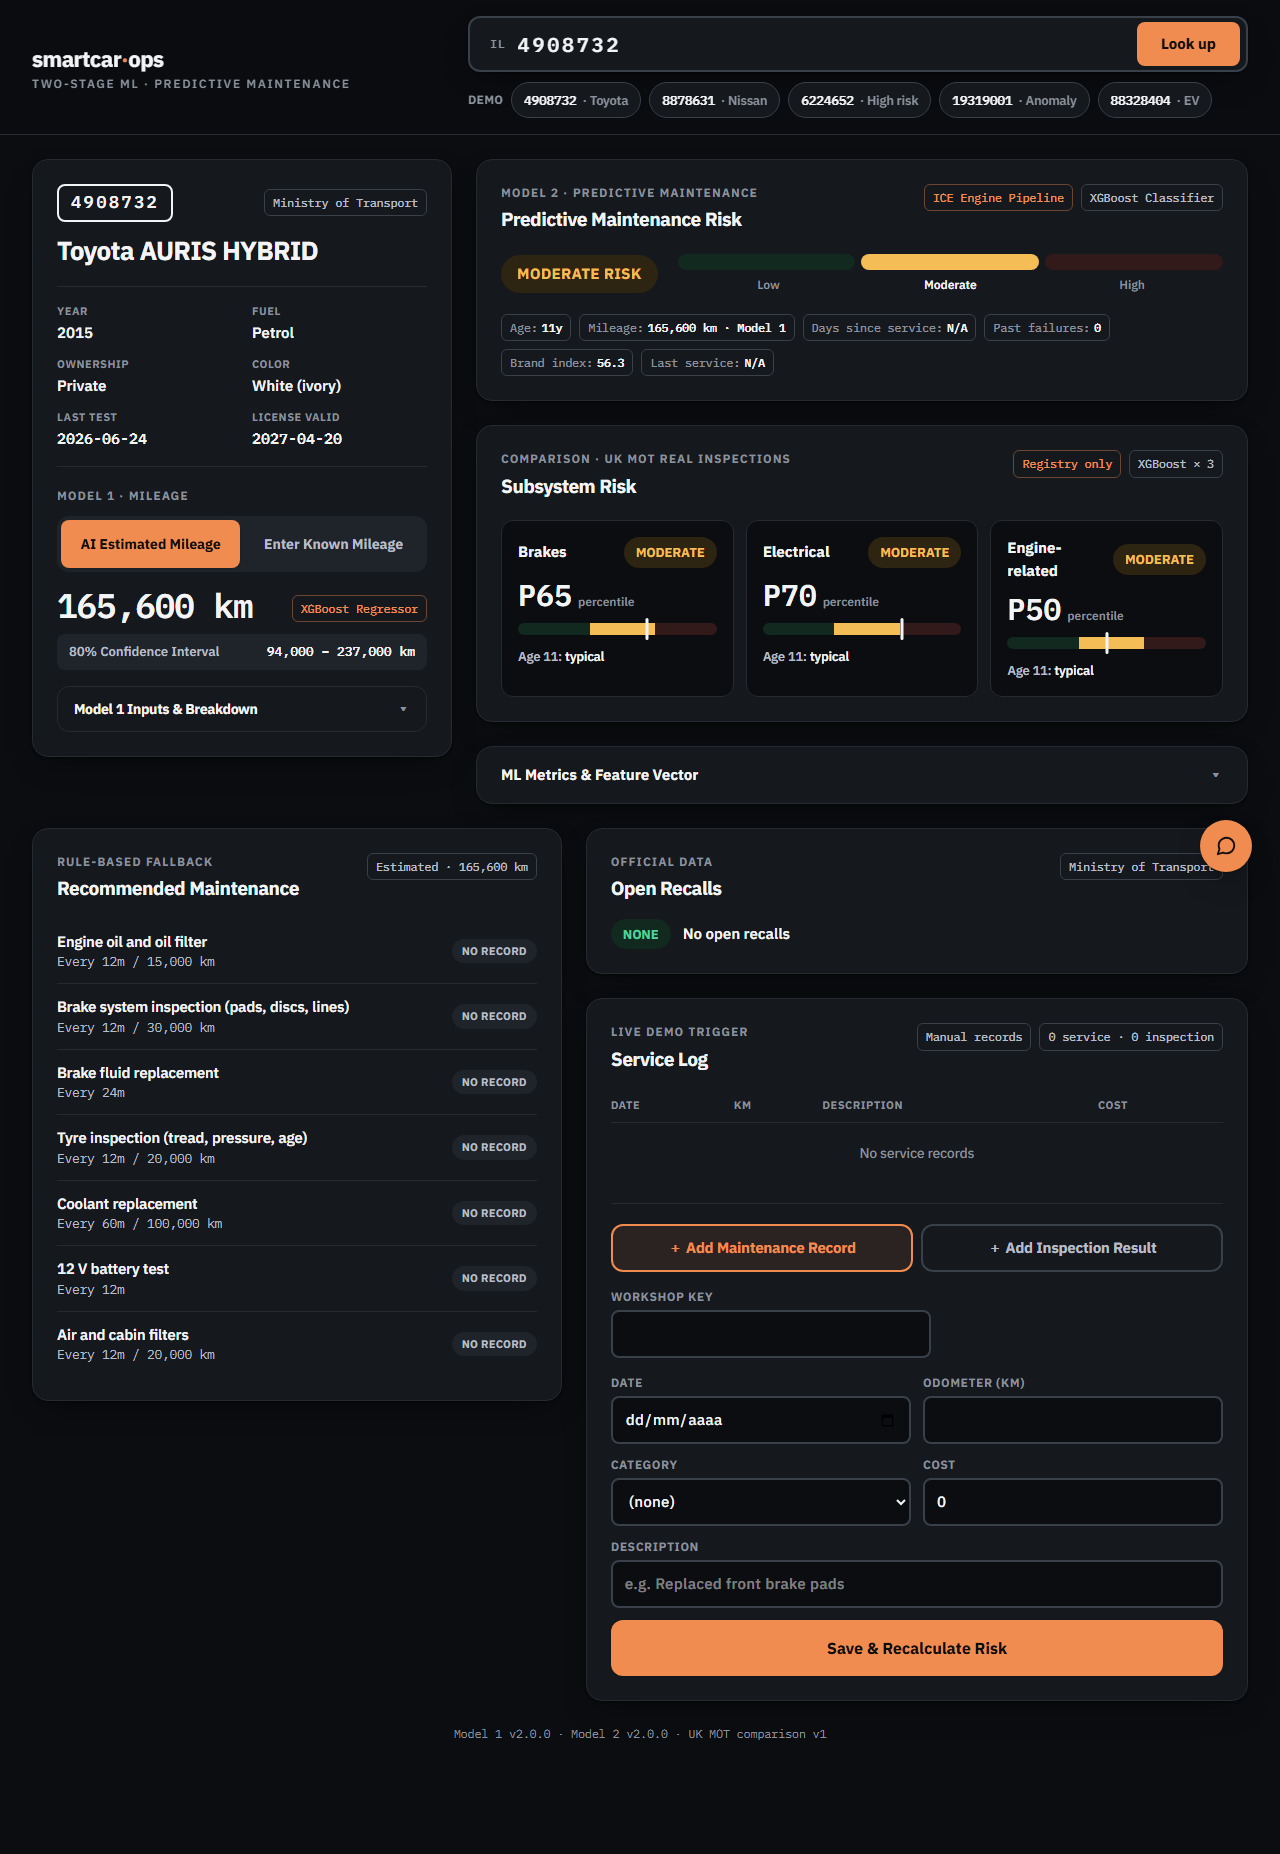 smartcar·ops
TWO-STAGE ML · PREDICTIVE MAINTENANCE
IL 4908732
Look up
DEMO
4908732 · Toyota
8878631 · Nissan
6224652 · High risk
19319001 · Anomaly
88328404 · EV
4908732
Ministry of Transport
Toyota AURIS HYBRID
YEAR
2015
FUEL
Petrol
OWNERSHIP
Private
COLOR
White (ivory)
LAST TEST
2026-06-24
LICENSE VALID
2027-04-20
MODEL 1 · MILEAGE
AI Estimated Mileage
Enter Known Mileage
165,600 km
XGBoost Regressor
80% Confidence Interval
94,000 – 237,000 km
Model 1 Inputs & Breakdown
MODEL 2 · PREDICTIVE MAINTENANCE
Predictive Maintenance Risk
ICE Engine Pipeline
XGBoost Classifier
MODERATE RISK
Low
Moderate
High
Age: 11y
Mileage: 165,600 km · Model 1
Days since service: N/A
Past failures: 0
Brand index: 56.3
Last service: N/A
COMPARISON · UK MOT REAL INSPECTIONS
Subsystem Risk
Registry only
XGBoost × 3
Brakes
MODERATE
P65 percentile
Age 11: typical
Electrical
MODERATE
P70 percentile
Age 11: typical
Engine-
related
MODERATE
P50 percentile
Age 11: typical
ML Metrics & Feature Vector
RULE-BASED FALLBACK
Recommended Maintenance
Estimated · 165,600 km
Engine oil and oil filter
Every 12m / 15,000 km
NO RECORD
Brake system inspection (pads, discs, lines)
Every 12m / 30,000 km
NO RECORD
Brake fluid replacement
Every 24m
NO RECORD
Tyre inspection (tread, pressure, age)
Every 12m / 20,000 km
NO RECORD
Coolant replacement
Every 60m / 100,000 km
NO RECORD
12 V battery test
Every 12m
NO RECORD
Air and cabin filters
Every 12m / 20,000 km
NO RECORD
OFFICIAL DATA
Open Recalls
Ministry of Transport
NONE
No open recalls
LIVE DEMO TRIGGER
Service Log
Manual records
0 service · 0 inspection
DATE
KM
DESCRIPTION
COST
No service records
+ Add Maintenance Record
+ Add Inspection Result
WORKSHOP KEY
DATE
dd/mm/aaaa
ODOMETER (KM)
CATEGORY
(none)
COST
0
DESCRIPTION
e.g. Replaced front brake pads
Save & Recalculate Risk
Model 1 v2.0.0 · Model 2 v2.0.0 · UK MOT comparison v1